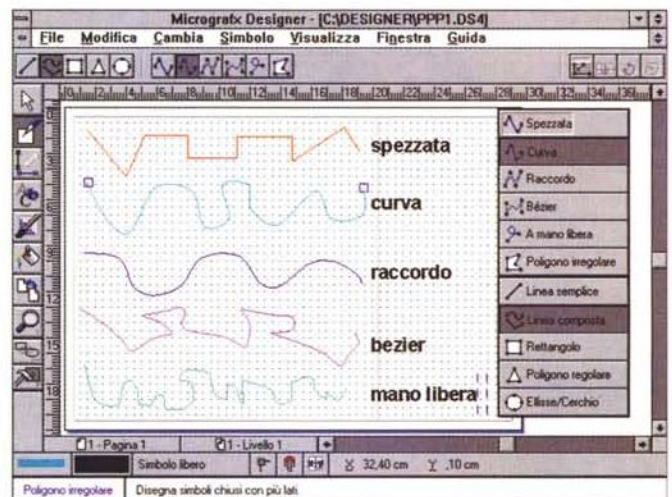 Micrografx Designer - [C:\DESIGNER\PPP1.DS4]
File Modifica Cambia Simbolo Visualizza Finestra Guida
spezzata
curva
raccordo
bezier
mano libera
Spezzata
Curva
Raccordo
Bézier
A mano libera
Poligono irregolare
Linea semplice
Linea composta
Rettangolo
Poligono regolare
Ellisse/Cerchio
1 - Pagina 1
1 - Livello 1
Simbolo libero
X 32,40 cm Y ,10 cm
Poligono irregolare
Disegna simboli chiusi con più lati